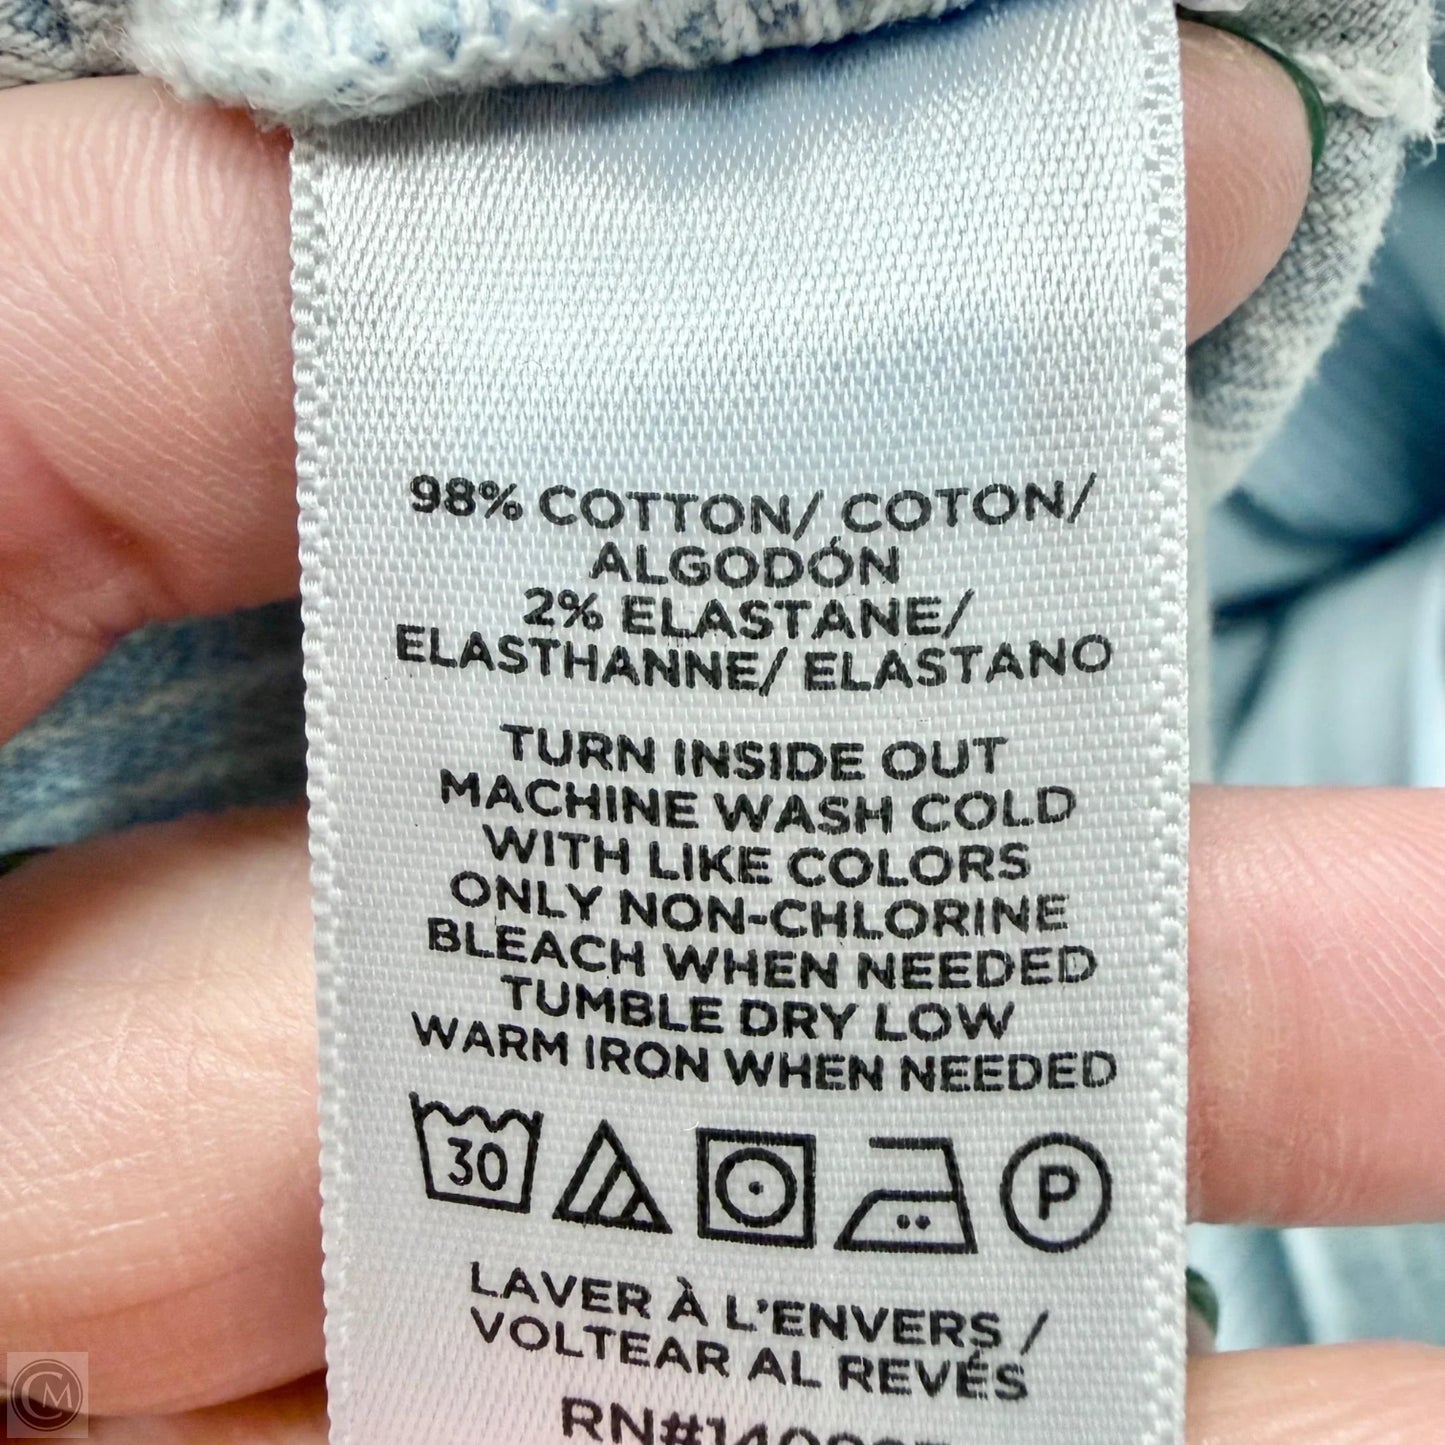 98% COTTON/ COTON/
ALGODÓN
2% ELASTANE/
ELASTHANNE/ ELASTANO
TURN INSIDE OUT
MACHINE WASH COLD
WITH LIKE COLORS
ONLY NON-CHLORINE
BLEACH WHEN NEEDED
TUMBLE DRY LOW
WARM IRON WHEN NEEDED
30 P
LAVER À L'ENVERS /
VOLTEAR AL REVÉS
CM